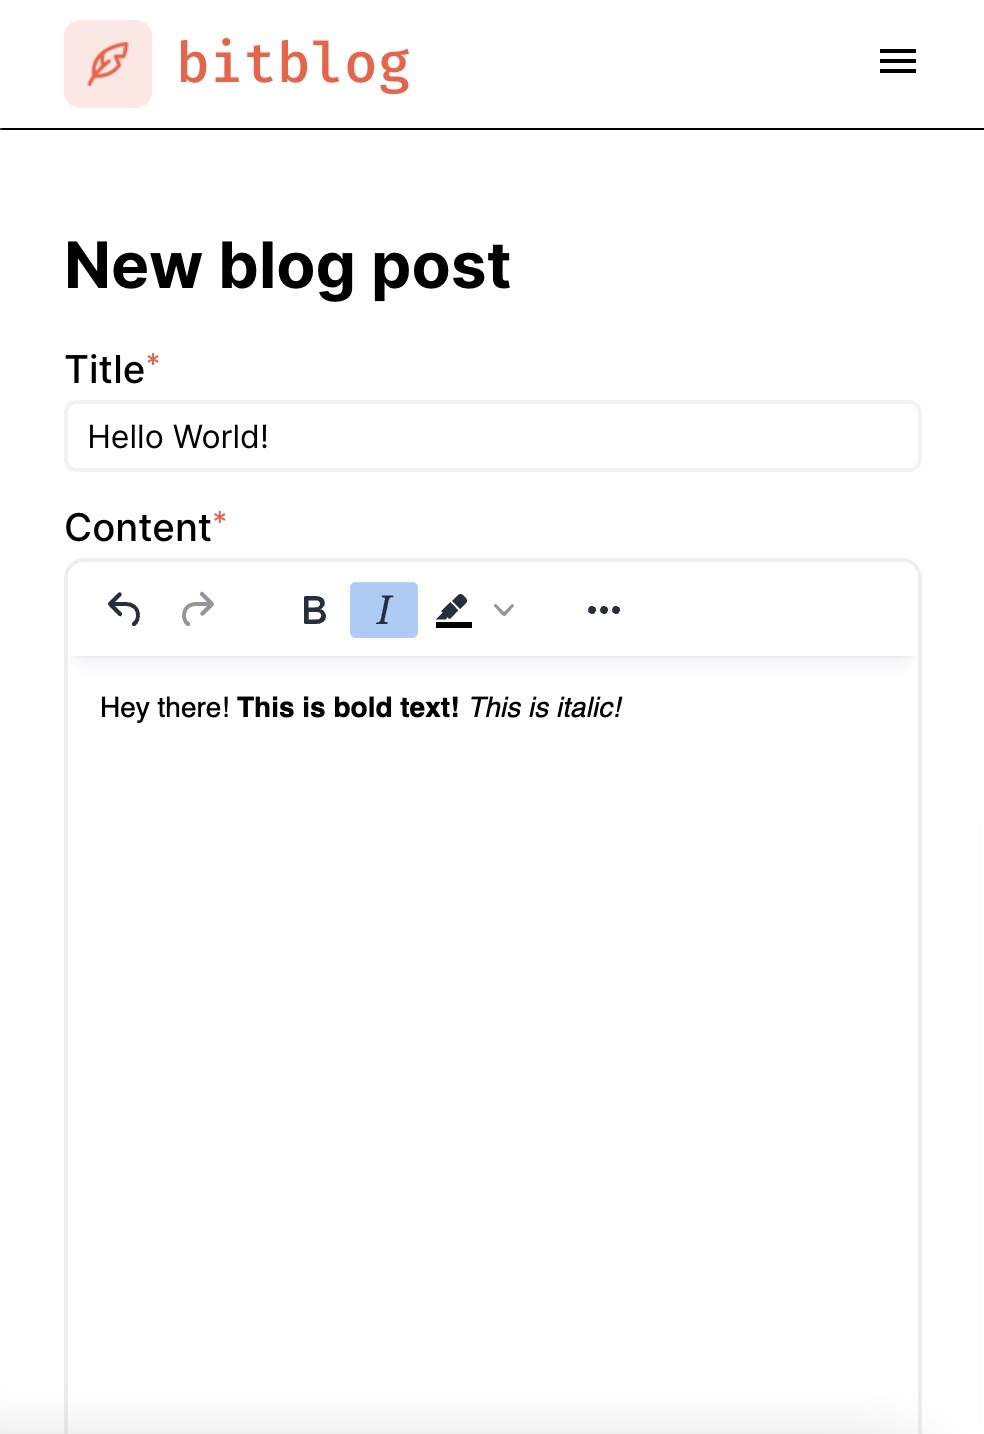 bitblog
New blog post
Title*
Hello World!
Content*
B I
Hey there! This is bold text! This is italic!